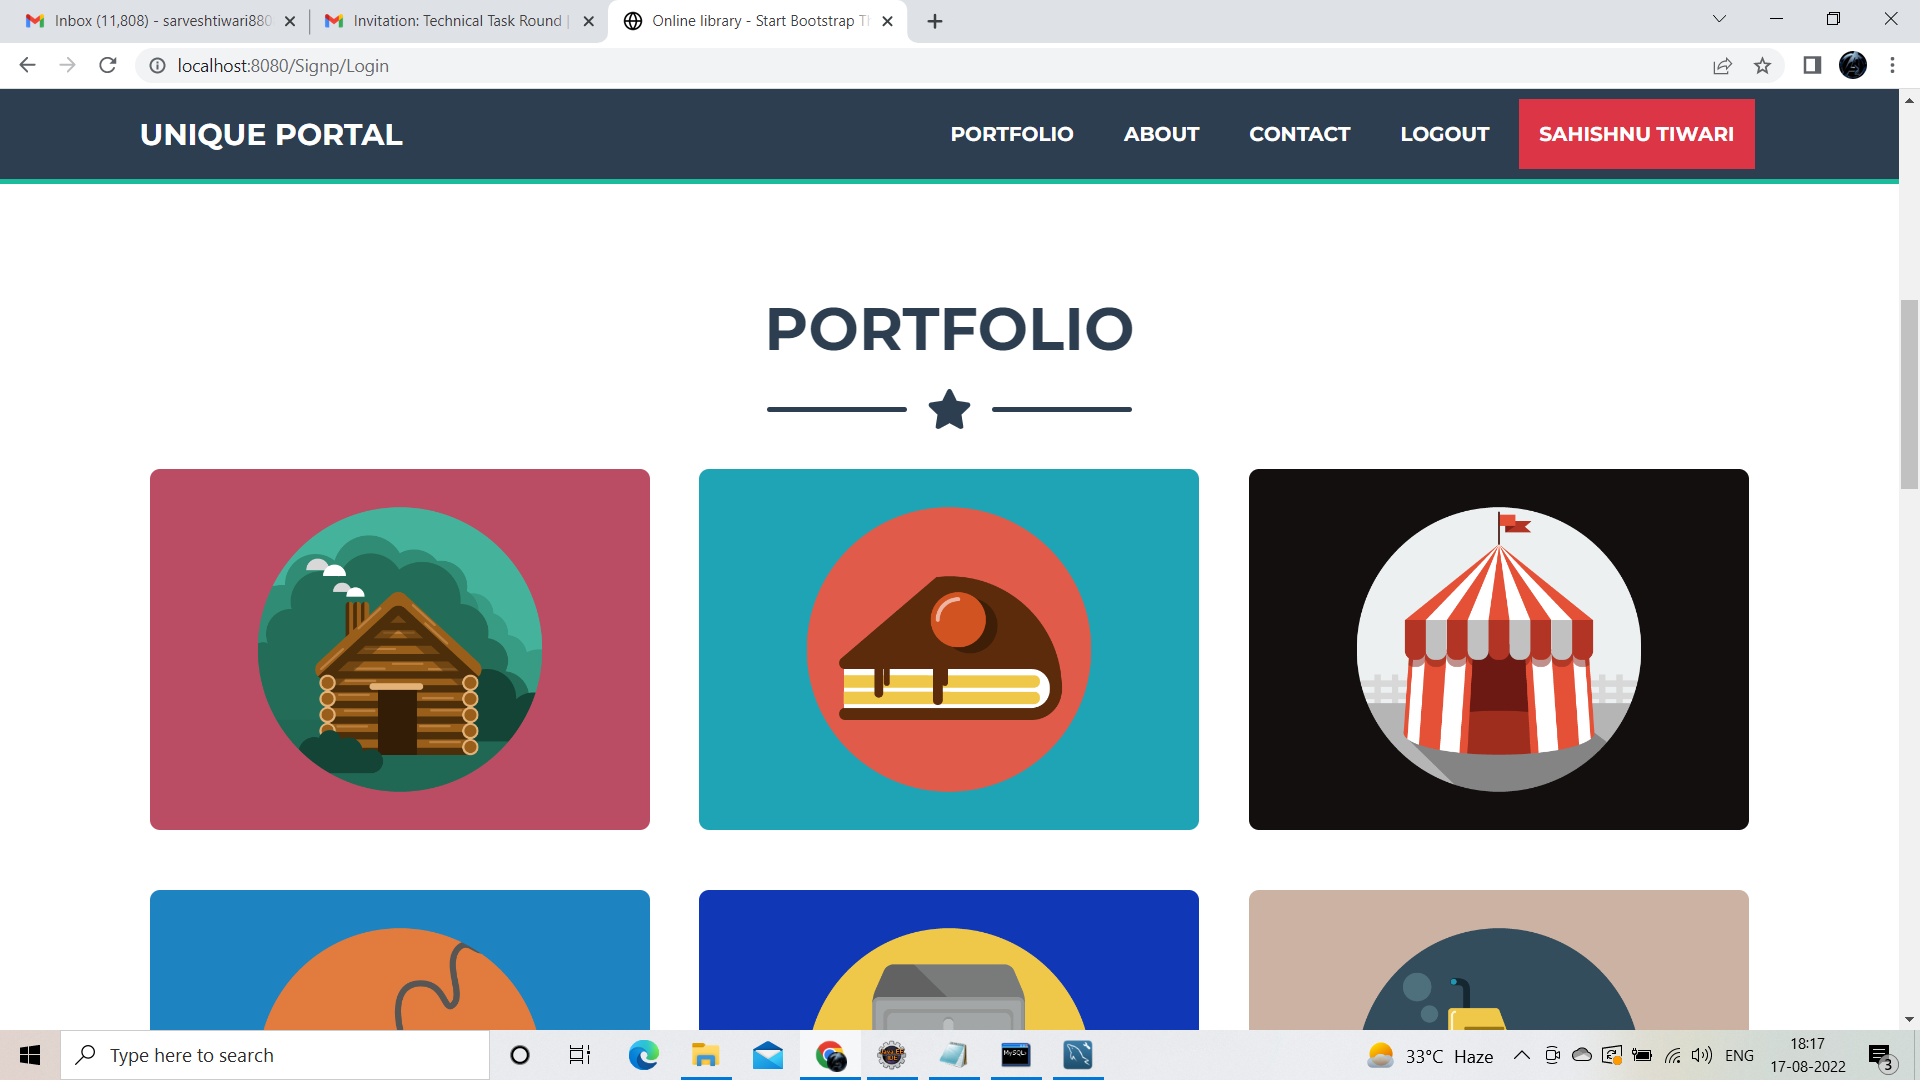 Inbox (11,808) - sarveshtiwari880
Invitation: Technical Task Round |
Online library - Start Bootstrap Th
localhost:8080/Signp/Login
UNIQUE PORTAL
PORTFOLIO
ABOUT
CONTACT
LOGOUT
SAHISHNU TIWARI
PORTFOLIO
Type here to search
MySQL
33°C Haze
ENG
18:17
17-08-2022
3